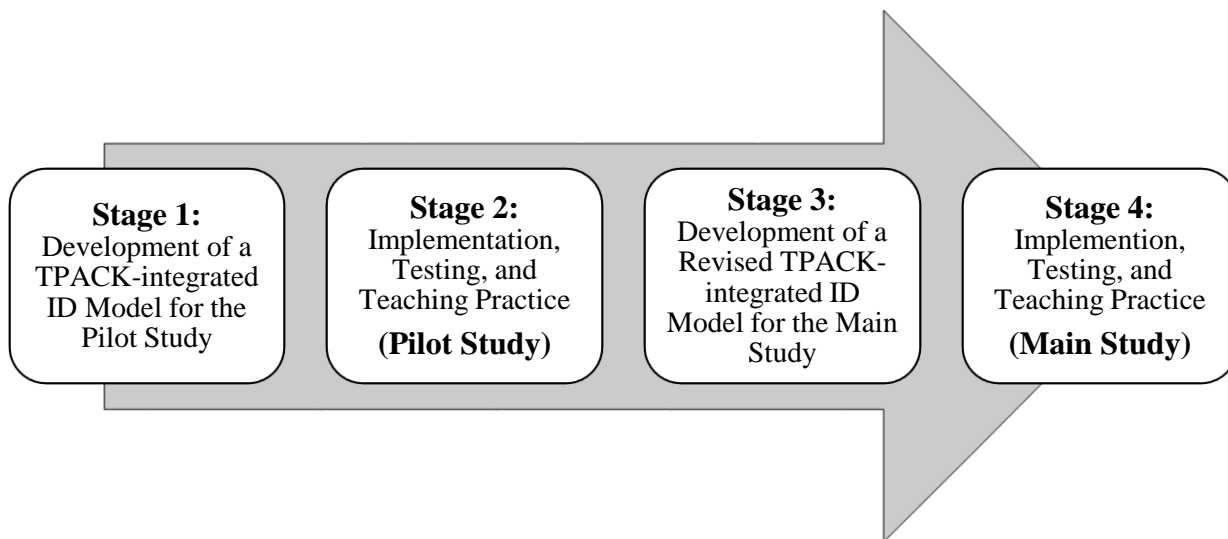 Stage 1:
Development of a
TPACK-integrated
ID Model for the
Pilot Study
Stage 2:
Implementation,
Testing, and
Teaching Practice
(Pilot Study)
Stage 3:
Development of a
Revised TPACK-
integrated ID
Model for the Main
Study
Stage 4:
Implemention,
Testing, and
Teaching Practice
(Main Study)